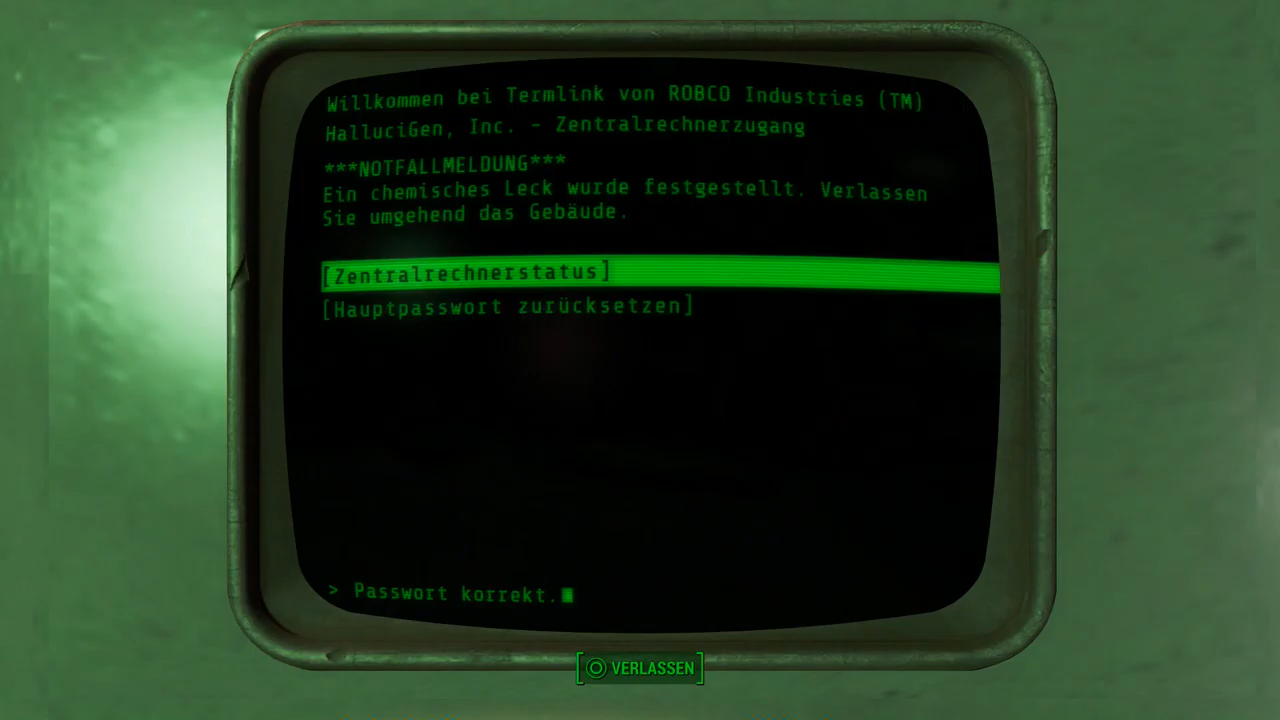 Willkommen bei Termlink von ROBCO Industries (TM)
HalluciGen, Inc. - Zentralrechnerzugang
***NOTFALLMELDUNG***
Ein chemisches Leck wurde festgestellt. Verlassen
Sie umgehend das Gebäude.
[Zentralrechnerstatus]
[Hauptpasswort zurücksetzen]
> Passwort korrekt.
VERLASSEN